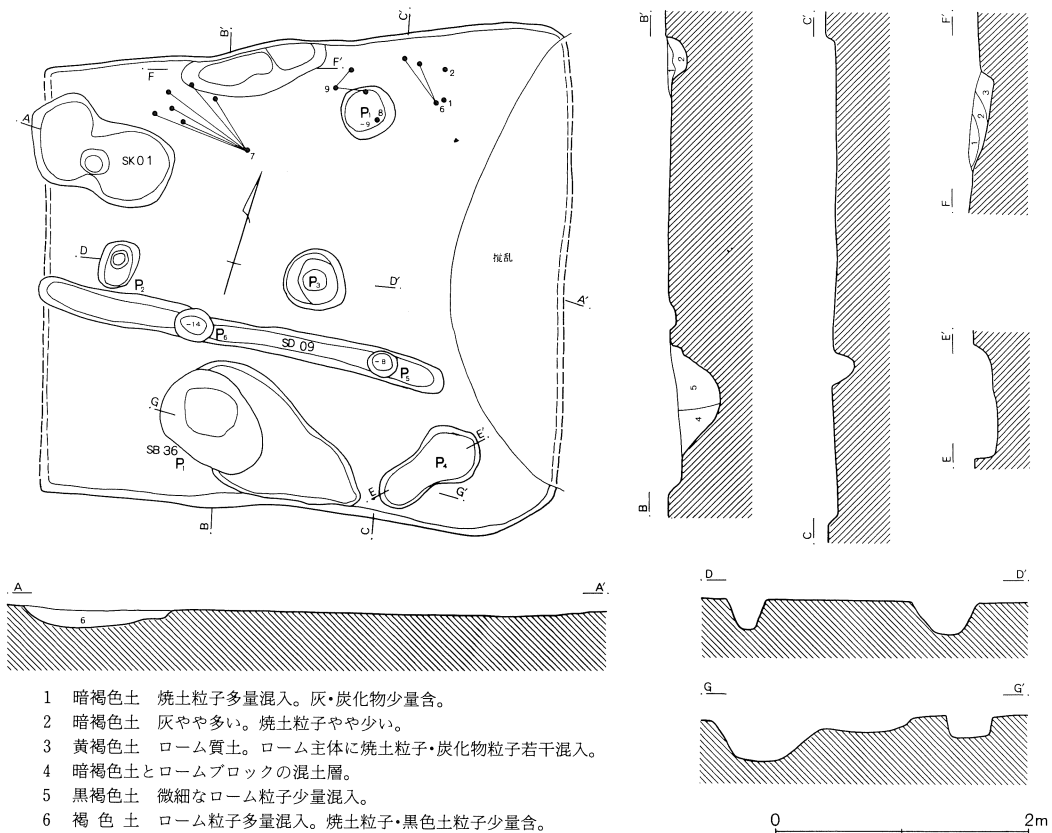 B′
C′
F
F′
9
P₁
-9
8
2
1
6
7
A
SK01
D
P₂
P₃
D′
攪乱
A′
-14
P₆
SD 09
-8
P₅
G
SB36
P₁
E′
P₄
E
G′
B
C
B′
1
2
5
4
B
C′
C
F′
3
2
1
F
E′
E
A
A′
6
D
D′
G
G′
1 暗褐色土 焼土粒子多量混入。灰・炭化物少量含。
2 暗褐色土 灰やや多い。焼土粒子やや少い。
3 黄褐色土 ローム質土。ローム主体に焼土粒子・炭化物粒子若干混入。
4 暗褐色土とロームブロックの混土層。
5 黒褐色土 微細なローム粒子少量混入。
6 褐色土 ローム粒子多量混入。焼土粒子・黒色土粒子少量含。
0 2m